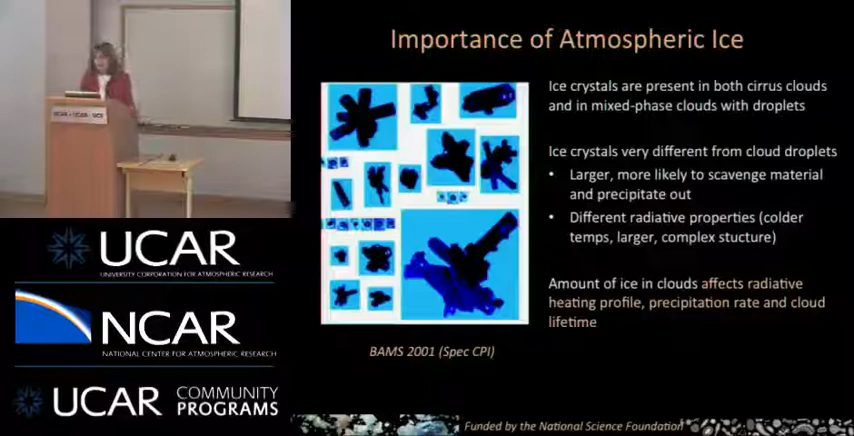 Importance of Atmospheric Ice
Ice crystals are present in both cirrus clouds
and in mixed-phase clouds with droplets
Ice crystals very different from cloud droplets
• Larger, more likely to scavenge material
and precipitate out
• Different radiative properties (colder
temps, larger, complex stucture)
Amount of ice in clouds affects radiative
heating profile, precipitation rate and cloud
lifetime
BAMS 2001 (Spec CPI)
UCAR
UNIVERSITY CORPORATION FOR ATMOSPHERIC RESEARCH
NCAR
NATIONAL CENTER FOR ATMOSPHERIC RESEARCH
UCAR COMMUNITY
PROGRAMS
Funded by the National Science Foundation